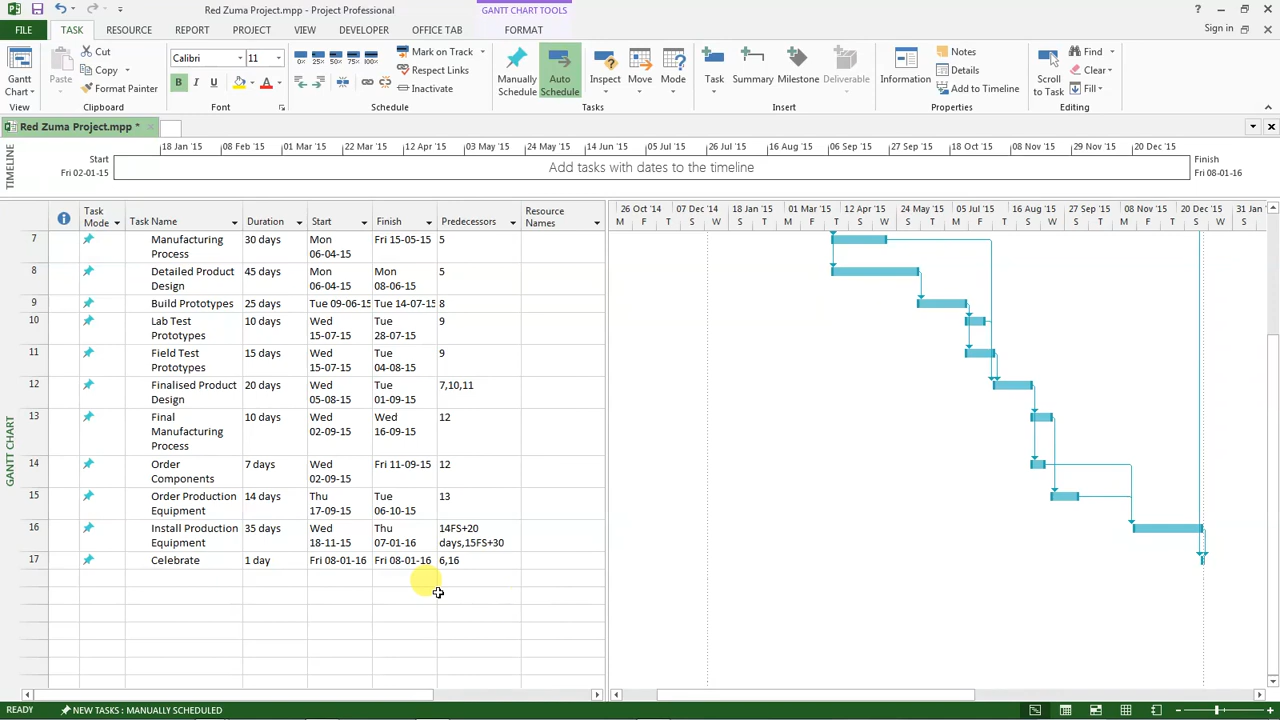 Red Zuma Project.mpp - Project Professional
GANTT CHART TOOLS
Sign in
FILE TASK RESOURCE REPORT PROJECT VIEW DEVELOPER OFFICE TAB FORMAT
Gantt Chart
View
Paste
Cut
Copy
Format Painter
Clipboard
Calibri 11
B I U A
Font
0% 25% 50% 75% 100%
Mark on Track
Respect Links
Inactivate
Schedule
Manually Schedule
Auto Schedule
Inspect
Move
Mode
Tasks
Task
Summary
Milestone
Deliverable
Insert
Information
Notes
Details
Add to Timeline
Properties
Scroll to Task
Find
Clear
Fill
Editing
Red Zuma Project.mpp *
TIMELINE
18 Jan '15 08 Feb '15 01 Mar '15 22 Mar '15 12 Apr '15 03 May '15 24 May '15 14 Jun '15 05 Jul '15 26 Jul '15 16 Aug '15 06 Sep '15 27 Sep '15 18 Oct '15 08 Nov '15 29 Nov '15 20 Dec '15
Start
Fri 02-01-15
Add tasks with dates to the timeline
Finish
Fri 08-01-16
GANTT CHART
Task Mode Task Name Duration Start Finish Predecessors Resource Names
26 Oct '14 07 Dec '14 18 Jan '15 01 Mar '15 12 Apr '15 24 May '15 05 Jul '15 16 Aug '15 27 Sep '15 08 Nov '15 20 Dec '15 31 Jan
M F T S W M F T S W M F T S W M F T S W M
7 Manufacturing Process 30 days Mon 06-04-15 Fri 15-05-15 5
8 Detailed Product Design 45 days Mon 06-04-15 Mon 08-06-15 5
9 Build Prototypes 25 days Tue 09-06-15 Tue 14-07-15 8
10 Lab Test Prototypes 10 days Wed 15-07-15 Tue 28-07-15 9
11 Field Test Prototypes 15 days Wed 15-07-15 Tue 04-08-15 9
12 Finalised Product Design 20 days Wed 05-08-15 Tue 01-09-15 7,10,11
13 Final Manufacturing Process 10 days Wed 02-09-15 Wed 16-09-15 12
14 Order Components 7 days Wed 02-09-15 Fri 11-09-15 12
15 Order Production Equipment 14 days Thu 17-09-15 Tue 06-10-15 13
16 Install Production Equipment 35 days Wed 18-11-15 Thu 07-01-16 14FS+20 days,15FS+30
17 Celebrate 1 day Fri 08-01-16 Fri 08-01-16 6,16
READY NEW TASKS : MANUALLY SCHEDULED